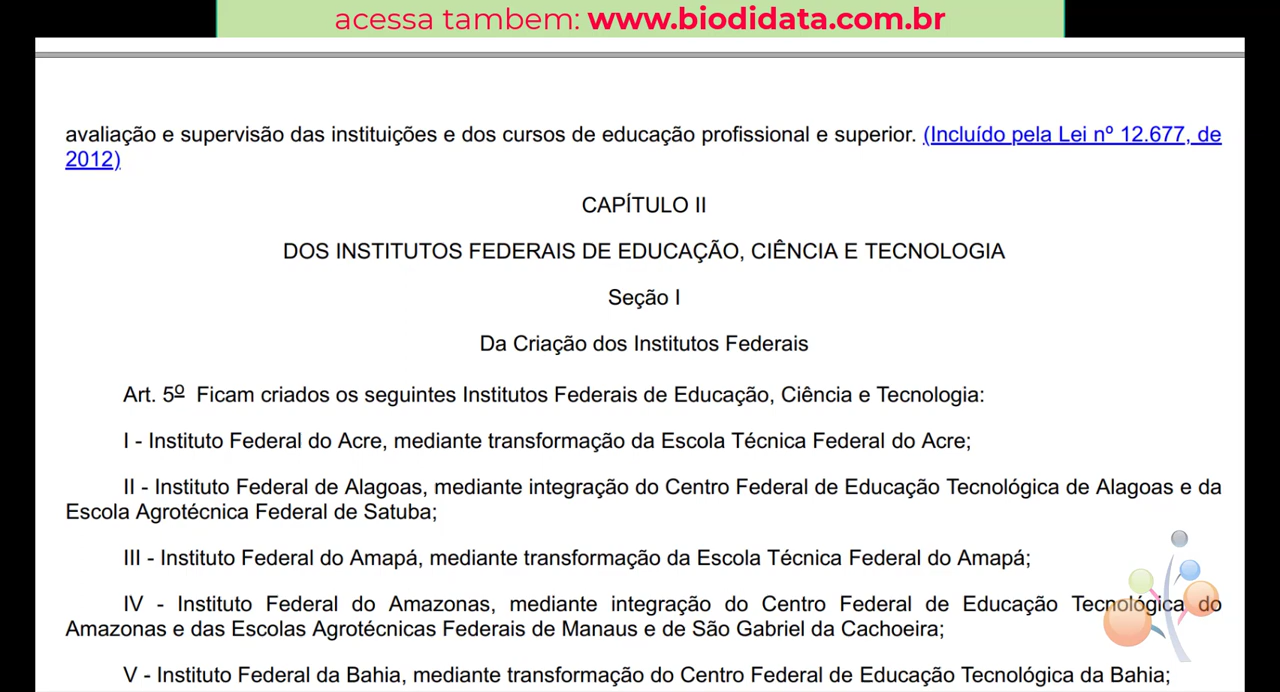 acessa tambem: www.biodidata.com.br
avaliação e supervisão das instituições e dos cursos de educação profissional e superior. (Incluído pela Lei nº 12.677, de
2012)
CAPÍTULO II
DOS INSTITUTOS FEDERAIS DE EDUCAÇÃO, CIÊNCIA E TECNOLOGIA
Seção I
Da Criação dos Institutos Federais
Art. 5º Ficam criados os seguintes Institutos Federais de Educação, Ciência e Tecnologia:
I - Instituto Federal do Acre, mediante transformação da Escola Técnica Federal do Acre;
II - Instituto Federal de Alagoas, mediante integração do Centro Federal de Educação Tecnológica de Alagoas e da
Escola Agrotécnica Federal de Satuba;
III - Instituto Federal do Amapá, mediante transformação da Escola Técnica Federal do Amapá;
IV - Instituto Federal do Amazonas, mediante integração do Centro Federal de Educação Tecnológica do
Amazonas e das Escolas Agrotécnicas Federais de Manaus e de São Gabriel da Cachoeira;
V - Instituto Federal da Bahia, mediante transformação do Centro Federal de Educação Tecnológica da Bahia;